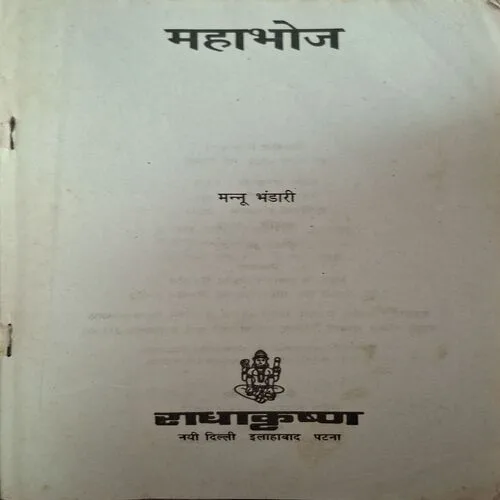 महाभोज
मन्नू भंडारी
राधाकृष्ण
नयी दिल्ली इलाहाबाद पटना